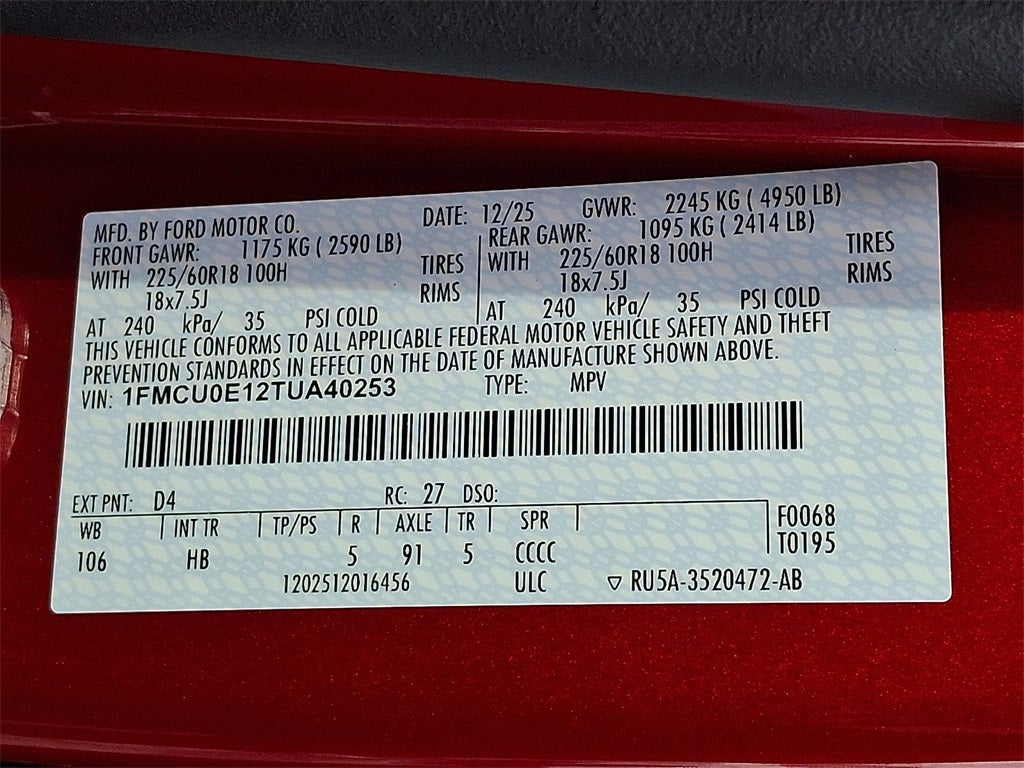 MFD. BY FORD MOTOR CO. DATE: 12/25 GVWR: 2245 KG ( 4950 LB)
FRONT GAWR: 1175 KG ( 2590 LB) REAR GAWR: 1095 KG ( 2414 LB)
WITH 225/60R18 100H TIRES WITH 225/60R18 100H TIRES
18x7.5J RIMS 18x7.5J RIMS
AT 240 kPa/ 35 PSI COLD AT 240 kPa/ 35 PSI COLD
THIS VEHICLE CONFORMS TO ALL APPLICABLE FEDERAL MOTOR VEHICLE SAFETY AND THEFT
PREVENTION STANDARDS IN EFFECT ON THE DATE OF MANUFACTURE SHOWN ABOVE.
VIN: 1FMCU0E12TUA40253 TYPE: MPV
EXT PNT: D4 RC: 27 DSO:
WB INT TR TP/PS R AXLE TR SPR F0068
106 HB 5 91 5 CCCC T0195
1202512016456 ULC ▽ RU5A-3520472-AB